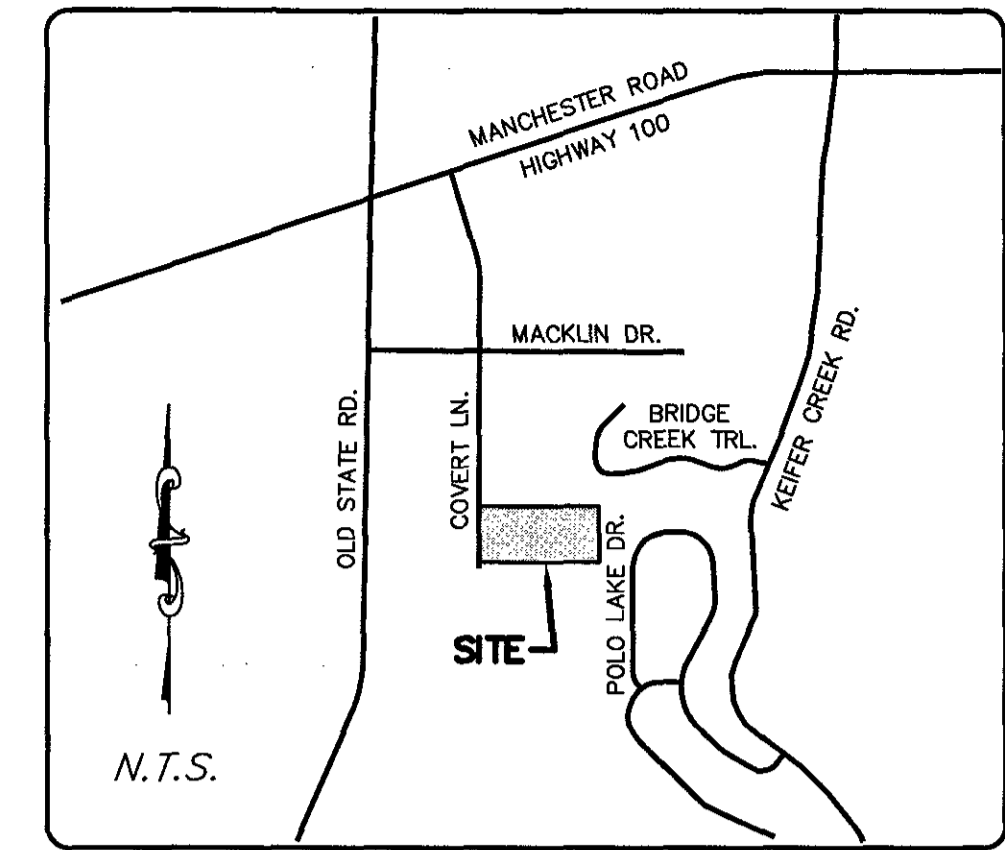 MANCHESTER ROAD
HIGHWAY 100
MACKLIN DR.
OLD STATE RD.
COVERT LN.
BRIDGE
CREEK TRL.
KEIFER CREEK RD.
POLO LAKE DR.
SITE
N.T.S.